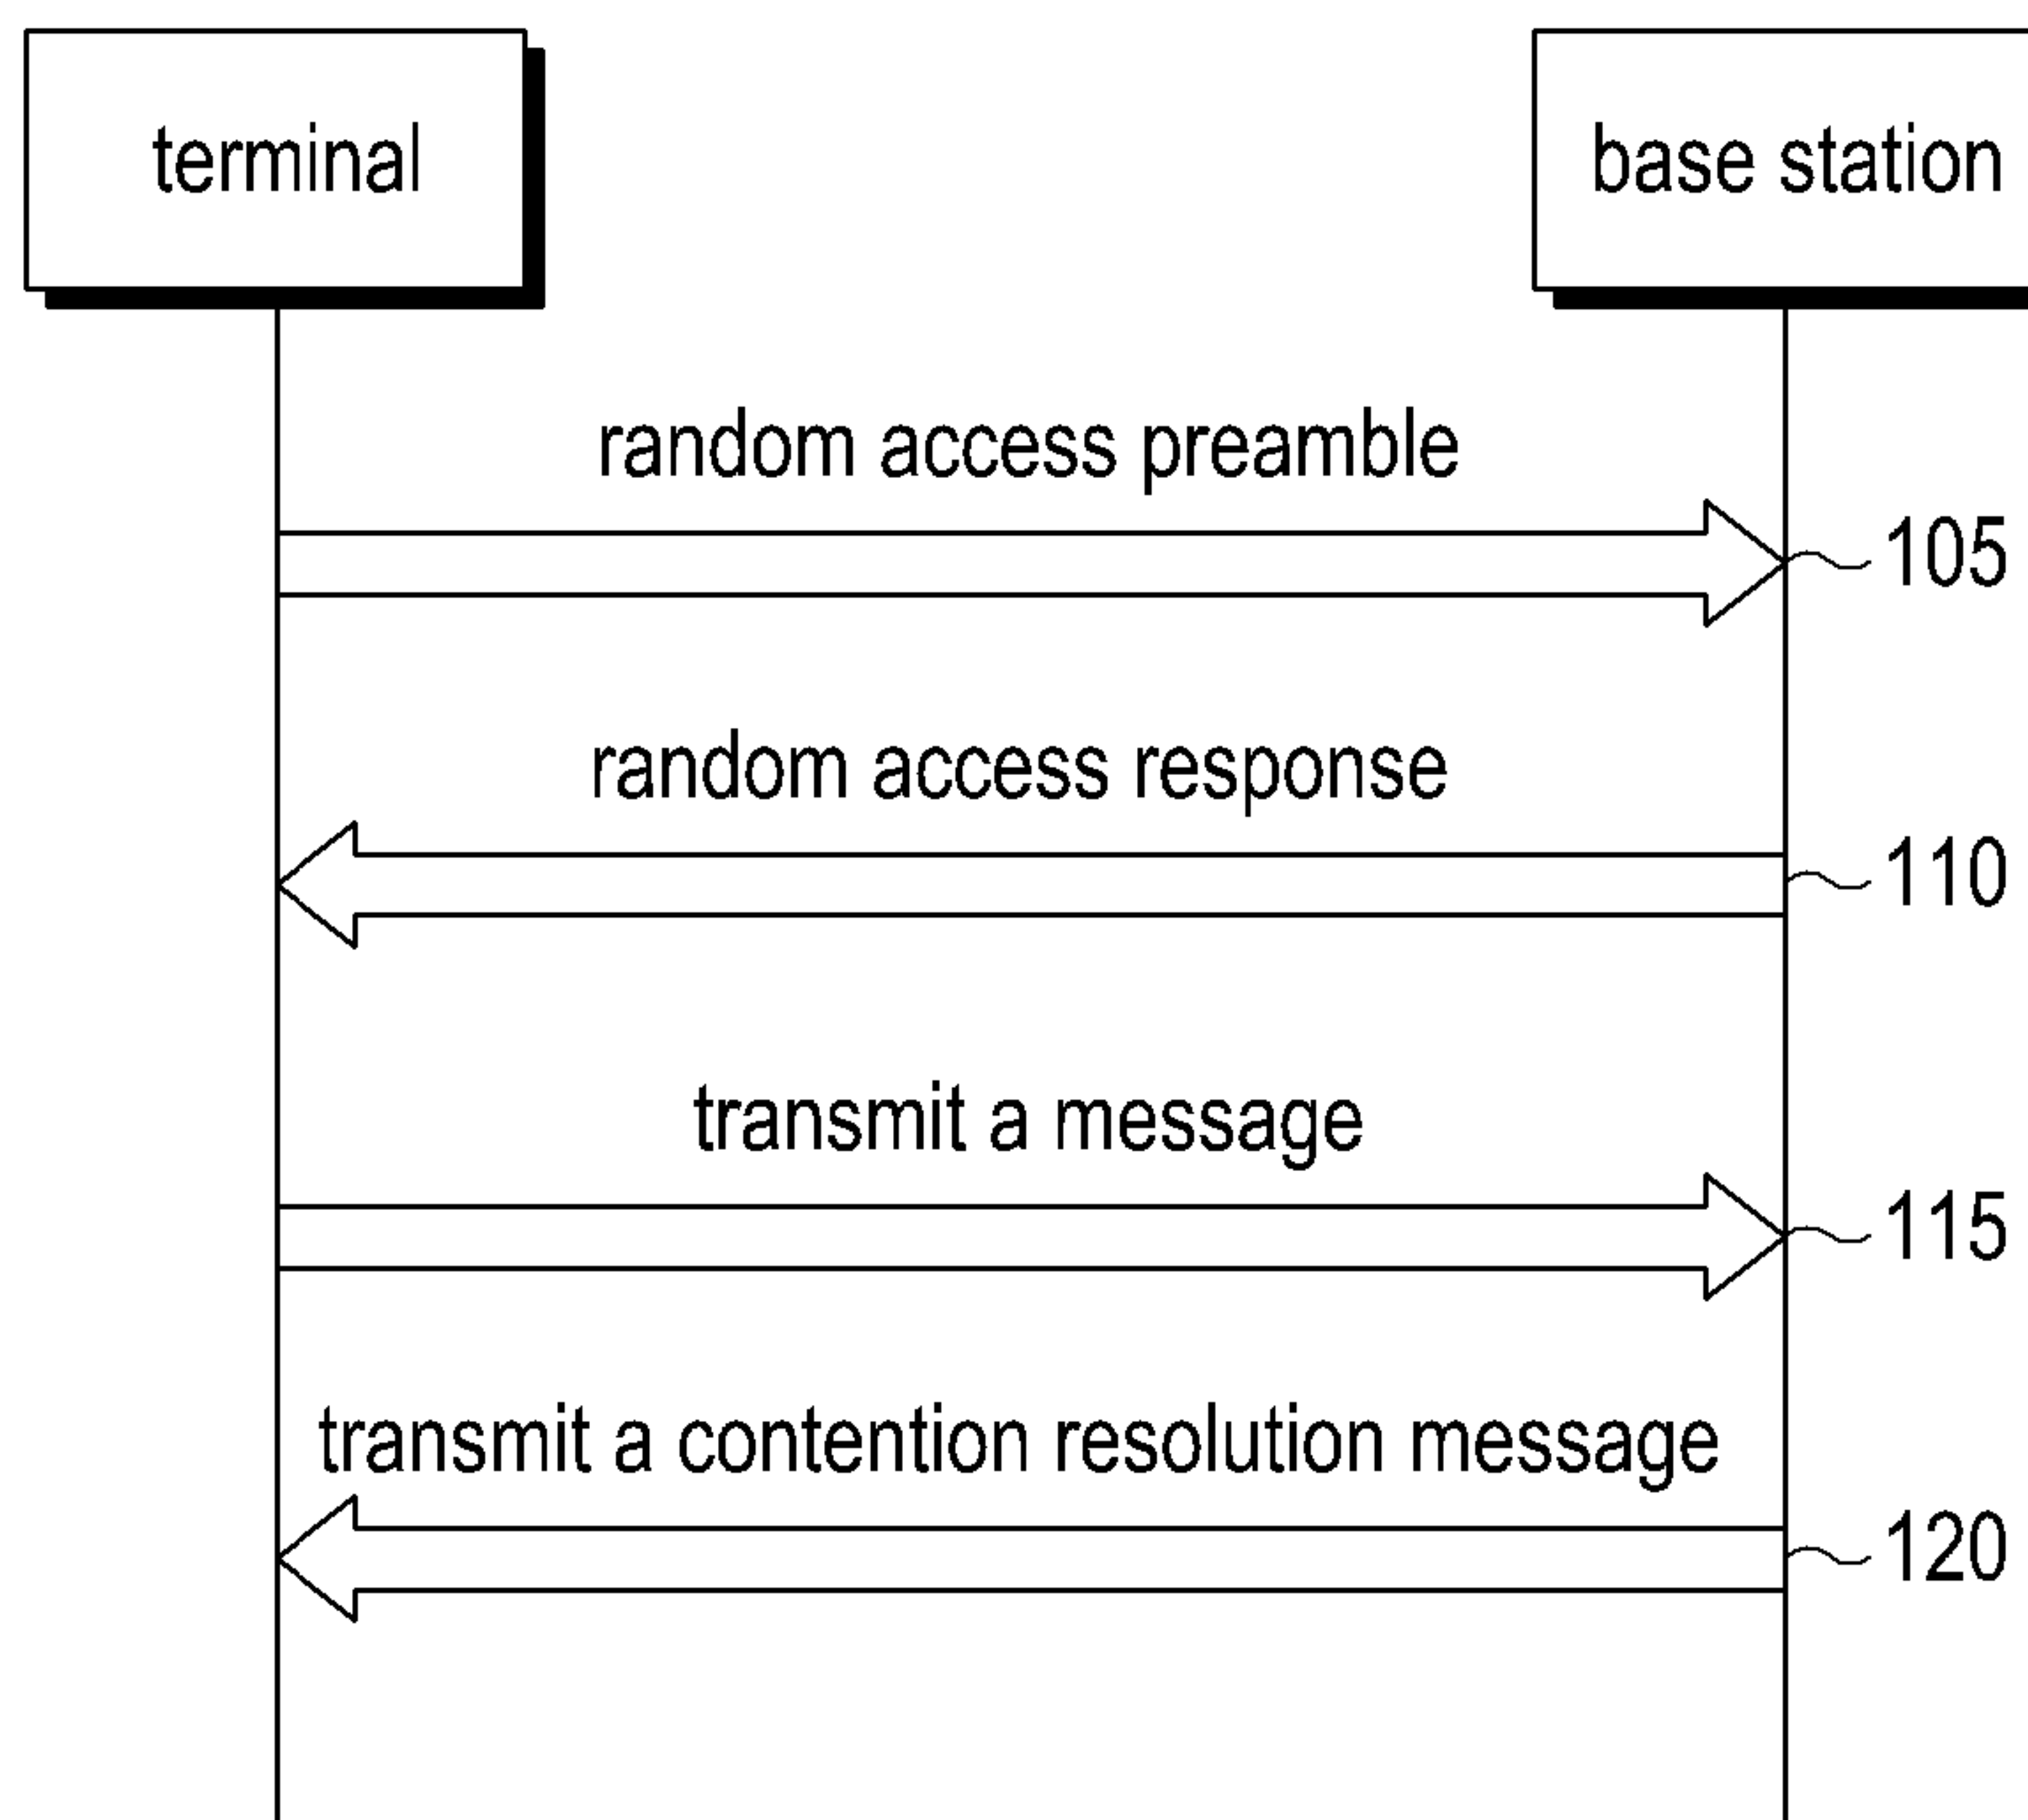 terminal
base station
random access preamble
105
random access response
110
transmit a message
115
transmit a contention resolution message
120